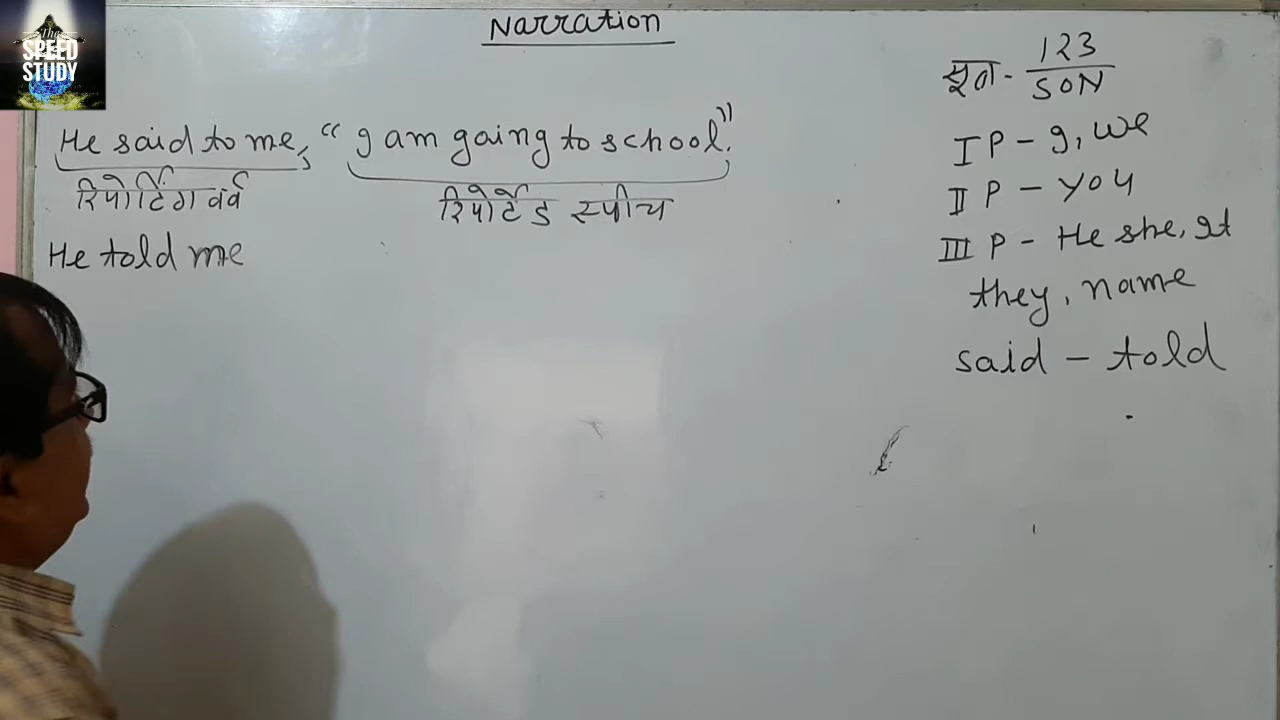 The
SPEED
STUDY
Narration
He said to me, “I am going to school.”
रिपोर्टिंग वर्व
रिपोर्टेड स्पीच
He told me
सूत्र - 123
SON
I P - I, we
II P - you
III P - He she, It
they, name
said - told